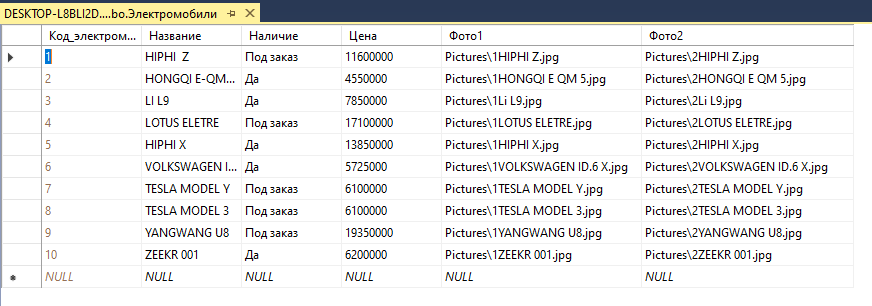 DESKTOP-L8BLI2D....bo.Электромобили
Код_электром... Название Наличие Цена Фото1 Фото2
1 HIPHI  Z Под заказ 11600000 Pictures\1HIPHI Z.jpg Pictures\2HIPHI Z.jpg
2 HONGQI E-QM... Да 4550000 Pictures\1HONGQI E QM 5.jpg Pictures\2HONGQI E QM 5.jpg
3 LI L9 Да 7850000 Pictures\1Li L9.jpg Pictures\2Li L9.jpg
4 LOTUS ELETRE Под заказ 17100000 Pictures\1LOTUS ELETRE.jpg Pictures\2LOTUS ELETRE.jpg
5 HIPHI X Да 13850000 Pictures\1HIPHI X.jpg Pictures\2HIPHI X.jpg
6 VOLKSWAGEN I... Да 5725000 Pictures\1VOLKSWAGEN ID.6 X.jpg Pictures\2VOLKSWAGEN ID.6 X.jpg
7 TESLA MODEL Y Под заказ 6100000 Pictures\1TESLA MODEL Y.jpg Pictures\2TESLA MODEL Y.jpg
8 TESLA MODEL 3 Под заказ 6100000 Pictures\1TESLA MODEL 3.jpg Pictures\2TESLA MODEL 3.jpg
9 YANGWANG U8 Под заказ 19350000 Pictures\1YANGWANG U8.jpg Pictures\2YANGWANG U8.jpg
10 ZEEKR 001 Да 6200000 Pictures\1ZEEKR 001.jpg Pictures\2ZEEKR 001.jpg
NULL NULL NULL NULL NULL NULL